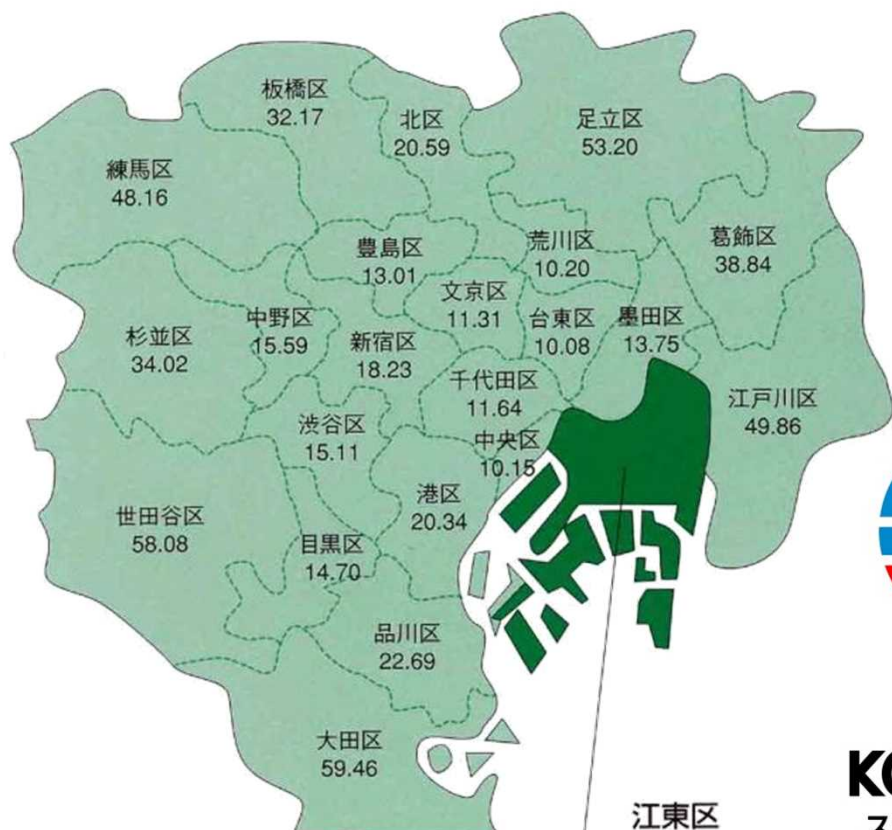 板橋区
32.17
北区
20.59
足立区
53.20
練馬区
48.16
豊島区
13.01
荒川区
10.20
葛飾区
38.84
文京区
11.31
台東区
10.08
墨田区
13.75
杉並区
34.02
中野区
15.59
新宿区
18.23
千代田区
11.64
江戸川区
49.86
渋谷区
15.11
中央区
10.15
港区
20.34
世田谷区
58.08
目黒区
14.70
品川区
22.69
大田区
59.46
江東区